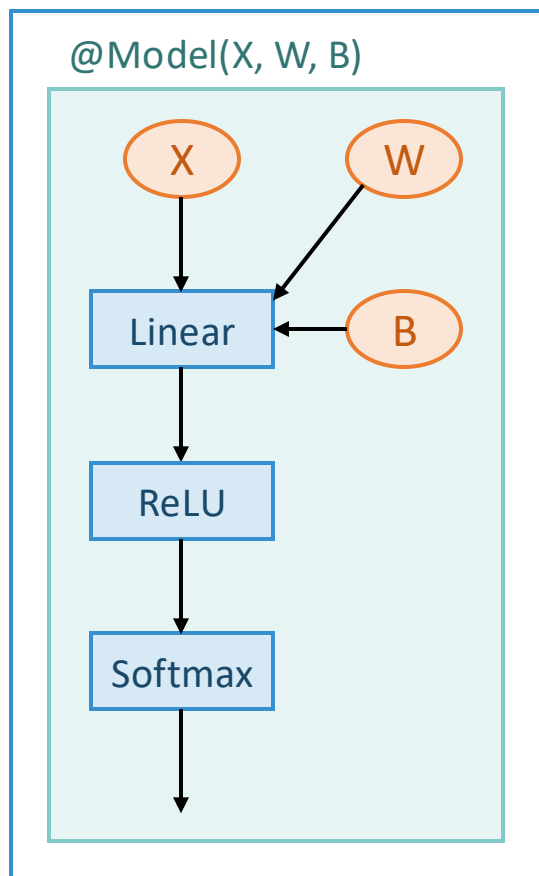 @Model(X, W, B)
X
W
Linear
B
ReLU
Softmax